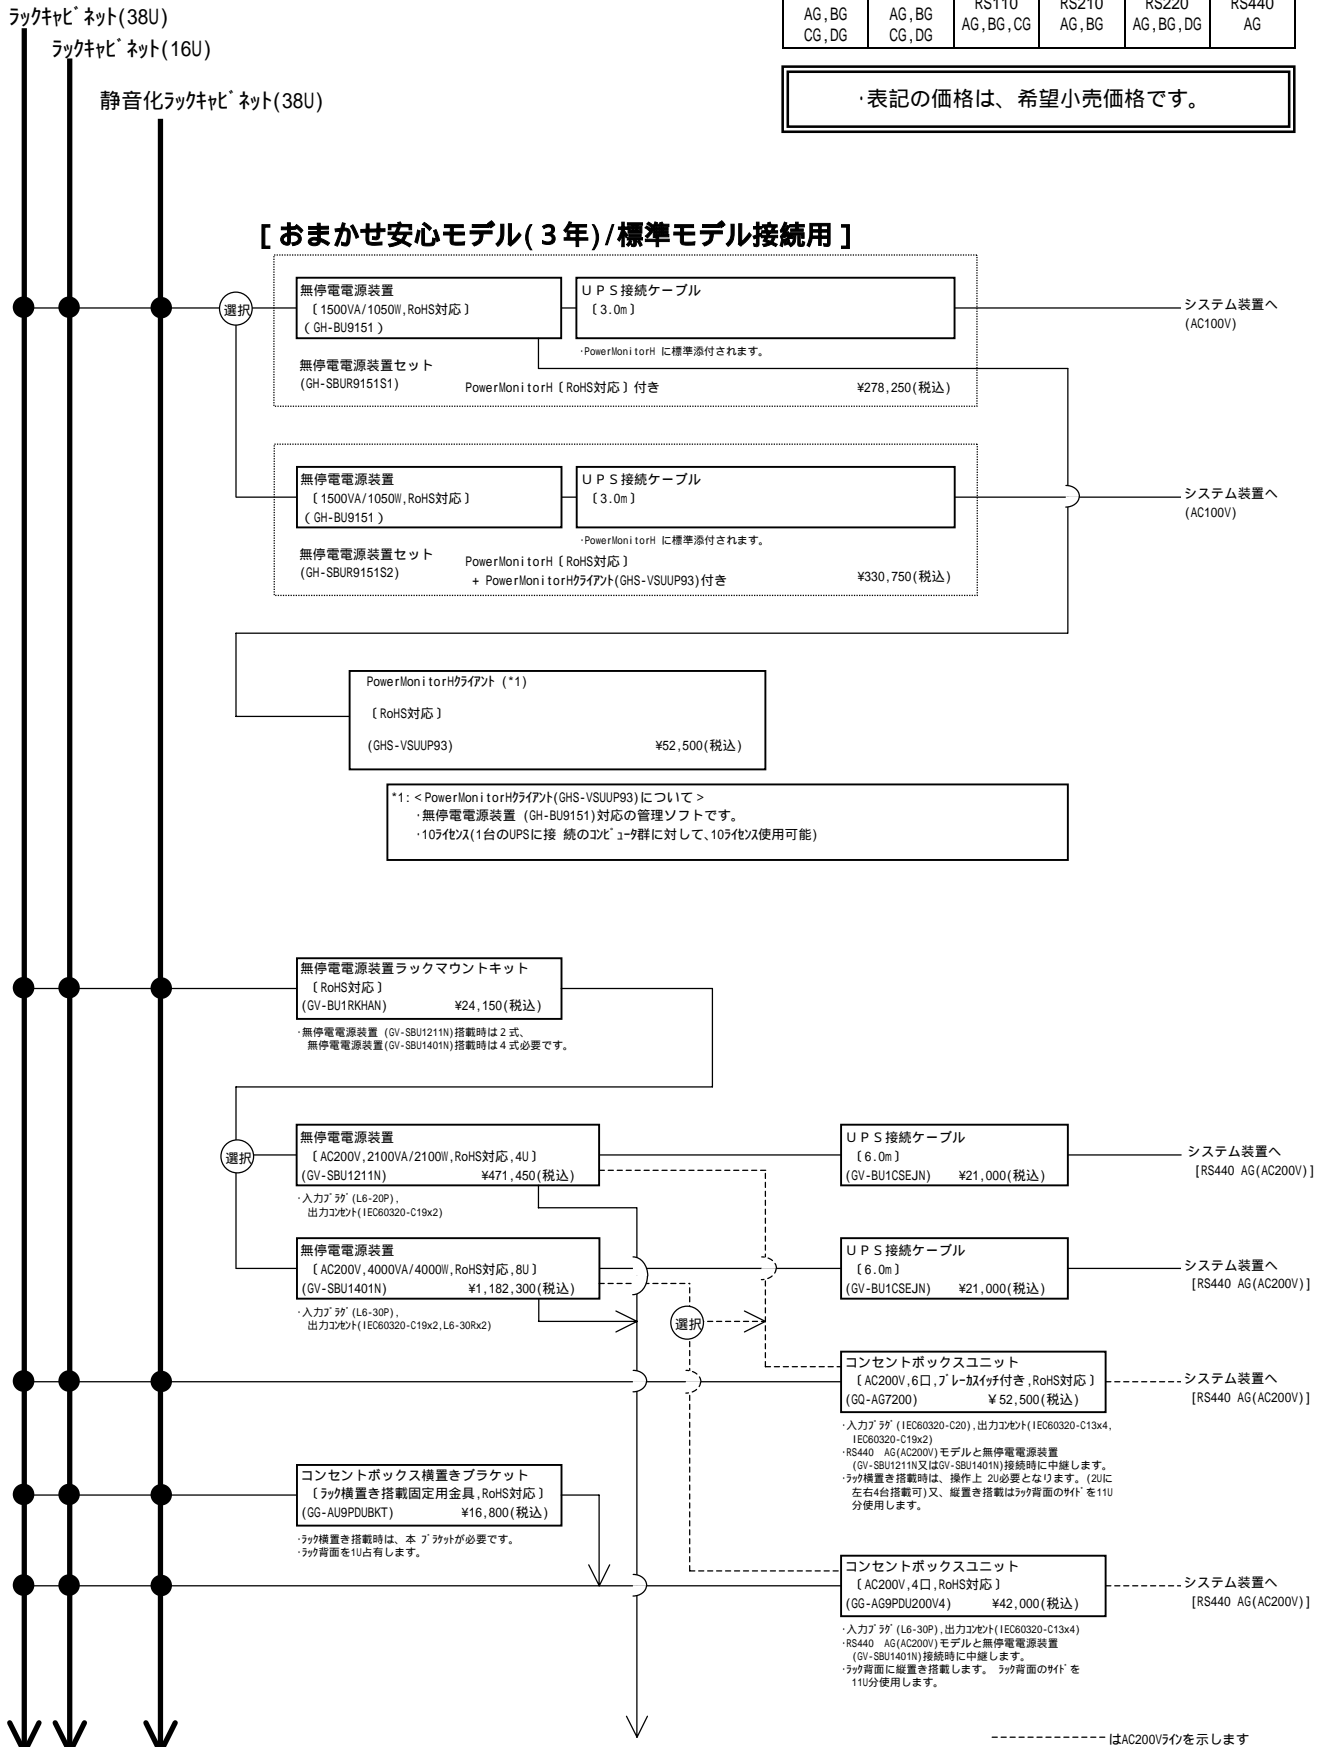 ラックキャビネット(38U)
ラックキャビネット(16U)
静音化ラックキャビネット(38U)
AG,BG
CG,DG
AG,BG
CG,DG
RS110
AG,BG,CG
RS210
AG,BG
RS220
AG,BG,DG
RS440
AG
・表記の価格は、希望小売価格です。
[ おまかせ安心モデル(3年)/標準モデル接続用 ]
選択
無停電電源装置
〔1500VA/1050W,RoHS対応〕
(GH-BU9151)
UPS接続ケーブル
〔3.0m〕
・PowerMonitorH に標準添付されます。
システム装置へ
(AC100V)
無停電電源装置セット
(GH-SBUR9151S1)
PowerMonitorH〔RoHS対応〕付き
¥278,250(税込)
無停電電源装置
〔1500VA/1050W,RoHS対応〕
(GH-BU9151)
UPS接続ケーブル
〔3.0m〕
・PowerMonitorH に標準添付されます。
システム装置へ
(AC100V)
無停電電源装置セット
(GH-SBUR9151S2)
PowerMonitorH〔RoHS対応〕
+ PowerMonitorHクライアント(GHS-VSUUP93)付き
¥330,750(税込)
PowerMonitorHクライアント (*1)
〔RoHS対応〕
(GHS-VSUUP93) ¥52,500(税込)
*1:<PowerMonitorHクライアント(GHS-VSUUP93)について>
・無停電電源装置 (GH-BU9151)対応の管理ソフトです。
・10ライセンス(1台のUPSに接 続のコンピュータ群に対して、10ライセンス使用可能)
無停電電源装置ラックマウントキット
〔RoHS対応〕
(GV-BU1RKHAN) ¥24,150(税込)
・無停電電源装置 (GV-SBU1211N)搭載時は2式、
無停電電源装置(GV-SBU1401N)搭載時は4式必要です。
選択
無停電電源装置
〔AC200V,2100VA/2100W,RoHS対応,4U〕
(GV-SBU1211N) ¥471,450(税込)
・入力プラグ(L6-20P),
出力コンセント(IEC60320-C19x2)
UPS接続ケーブル
〔6.0m〕
(GV-BU1CSEJN) ¥21,000(税込)
システム装置へ
[RS440 AG(AC200V)]
無停電電源装置
〔AC200V,4000VA/4000W,RoHS対応,8U〕
(GV-SBU1401N) ¥1,182,300(税込)
・入力プラグ(L6-30P),
出力コンセント(IEC60320-C19x2,L6-30Rx2)
UPS接続ケーブル
〔6.0m〕
(GV-BU1CSEJN) ¥21,000(税込)
システム装置へ
[RS440 AG(AC200V)]
選択
コンセントボックスユニット
〔AC200V,6口,ブレーカスイッチ付き,RoHS対応〕
(GQ-AG7200) ¥52,500(税込)
システム装置へ
[RS440 AG(AC200V)]
・入力プラグ(IEC60320-C20),出力コンセント(IEC60320-C13x4,
IEC60320-C19x2)
・RS440 AG(AC200V)モデルと無停電電源装置
(GV-SBU1211N又はGV-SBU1401N)接続時に中継します。
・ラック横置き搭載時は、操作上 2U必要となります。(2Uに
左右4台搭載可)又、縦置き搭載はラック背面のサイドを11U
分使用します。
コンセントボックス横置きブラケット
〔ラック横置き搭載固定用金具,RoHS対応〕
(GG-AU9PDUBKT) ¥16,800(税込)
・ラック横置き搭載時は、本 ブラケットが必要です。
・ラック背面を1U占有します。
コンセントボックスユニット
〔AC200V,4口,RoHS対応〕
(GG-AG9PDU200V4) ¥42,000(税込)
システム装置へ
[RS440 AG(AC200V)]
・入力プラグ(L6-30P),出力コンセント(IEC60320-C13x4)
・RS440 AG(AC200V)モデルと無停電電源装置
(GV-SBU1401N)接続時に中継します。
・ラック背面に縦置き搭載します。 ラック背面のサイドを
11U分使用します。
はAC200Vラインを示します